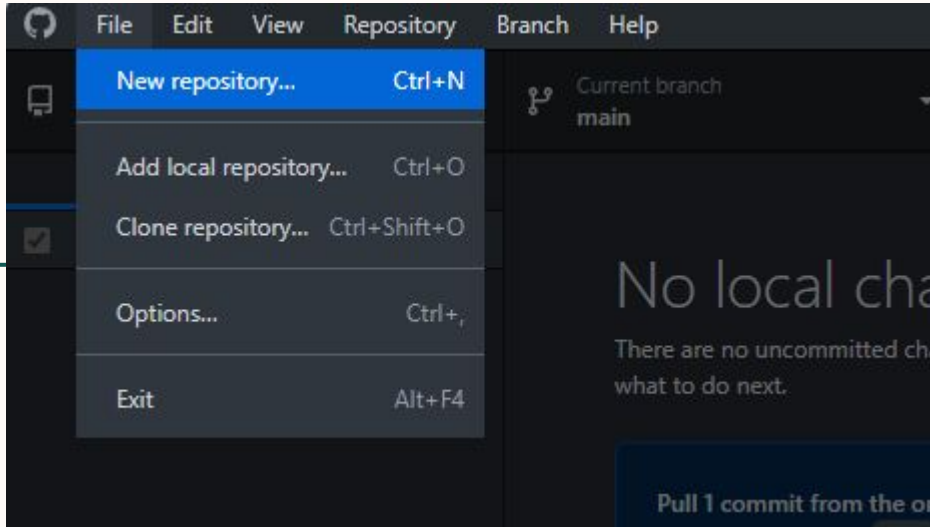 File Edit View Repository Branch Help
New repository... Ctrl+N
Current branch
main
Add local repository... Ctrl+O
Clone repository... Ctrl+Shift+O
No local cha
Options... Ctrl+,
There are no uncommitted ch
what to do next.
Exit Alt+F4
Pull 1 commit from the or